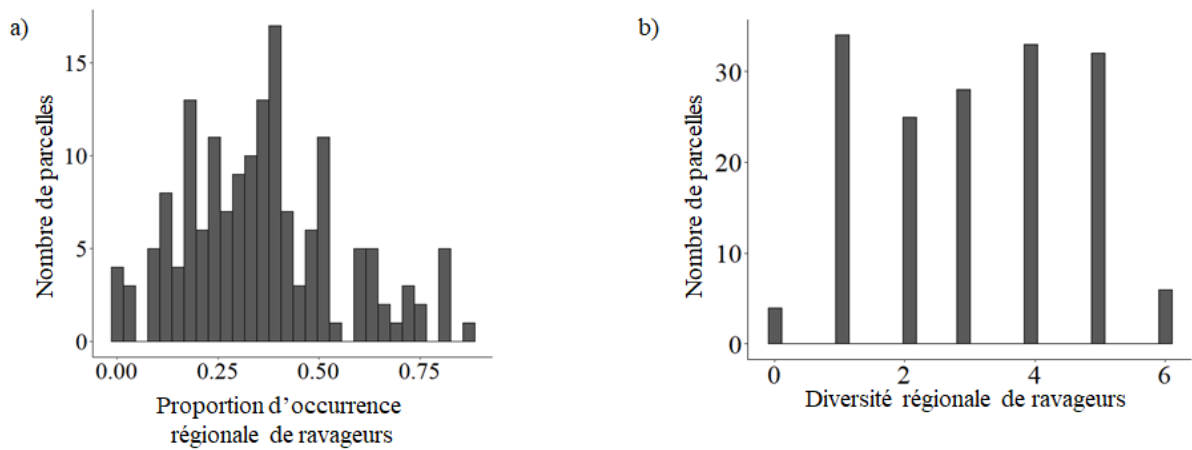 a)
Nombre de parcelles
15
10
5
0
0.00 0.25 0.50 0.75
Proportion d'occurrence
régionale de ravageurs
b)
Nombre de parcelles
30
20
10
0
0 2 4 6
Diversité régionale de ravageurs